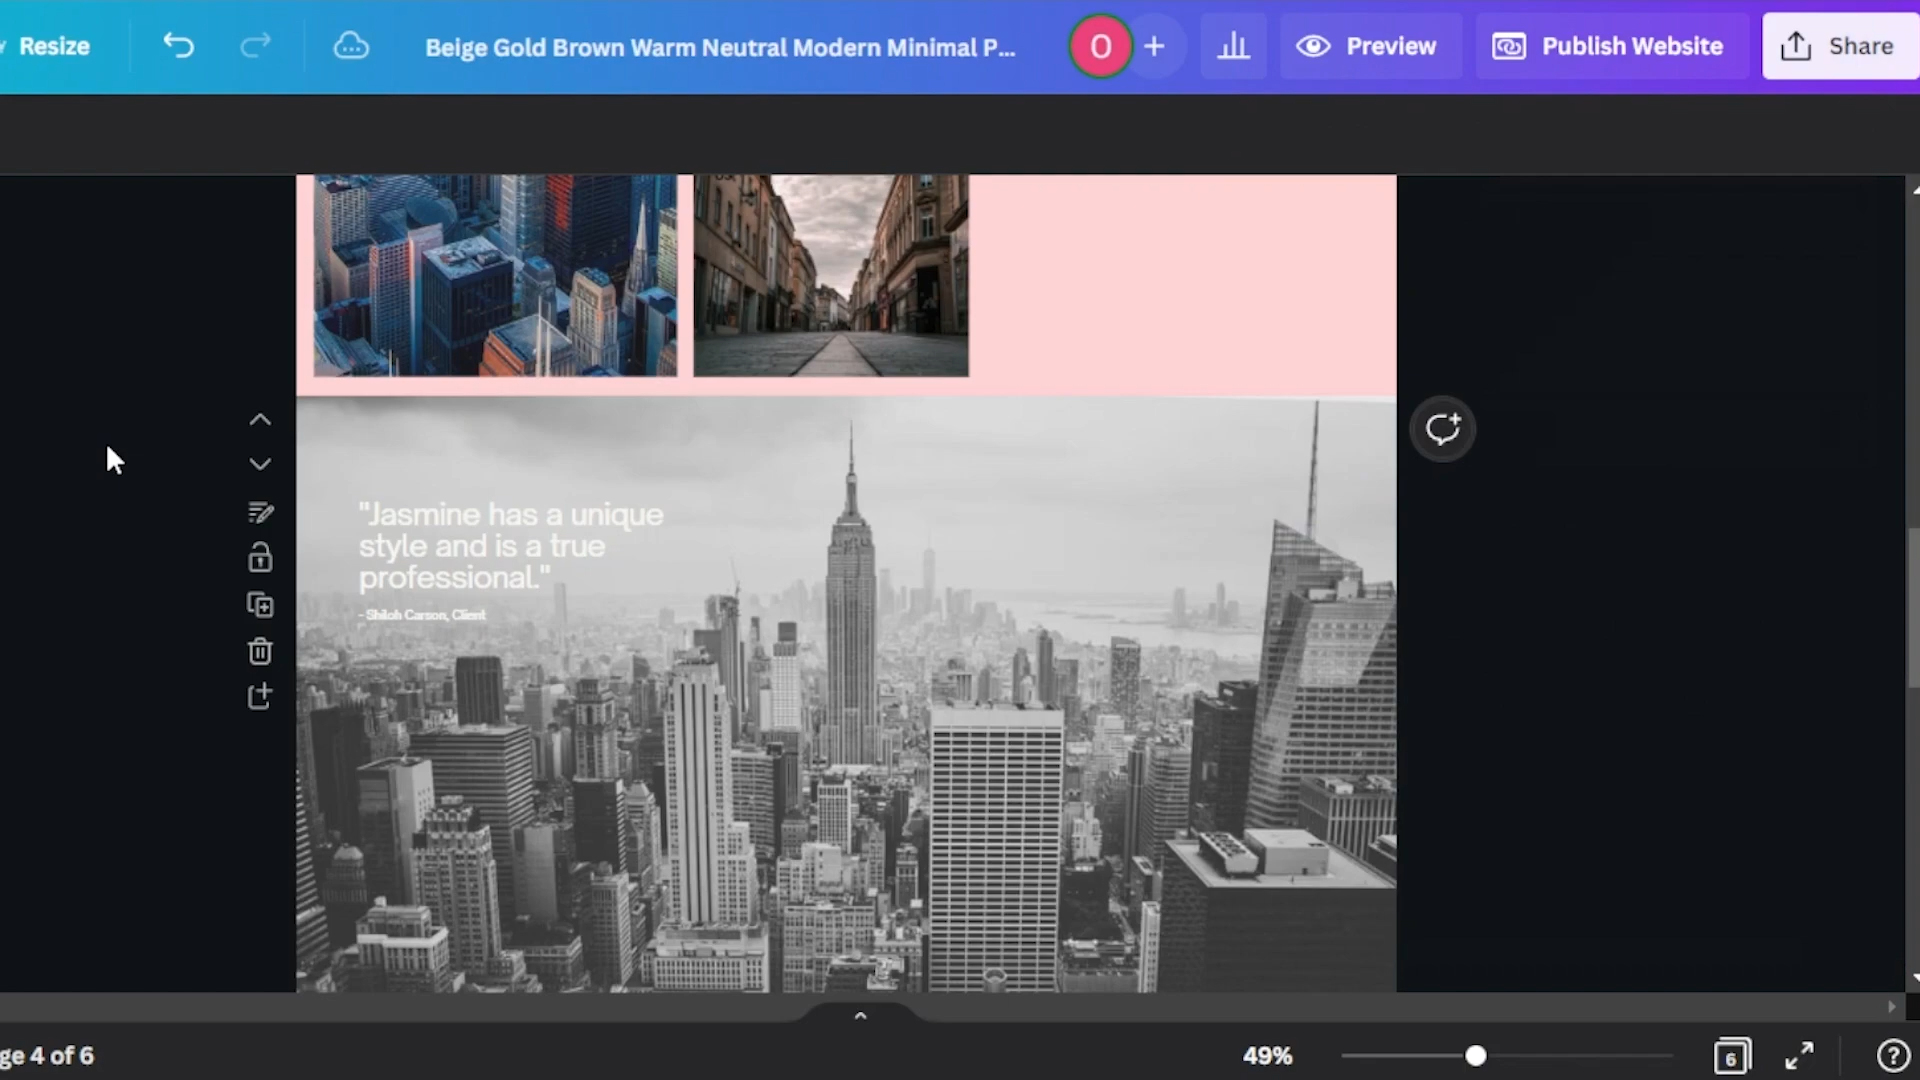 Resize
Beige Gold Brown Warm Neutral Modern Minimal P...
O
Preview
Publish Website
Share
"Jasmine has a unique
style and is a true
professional."
- Shiloh Carson, Client
ge 4 of 6
49%
6
?